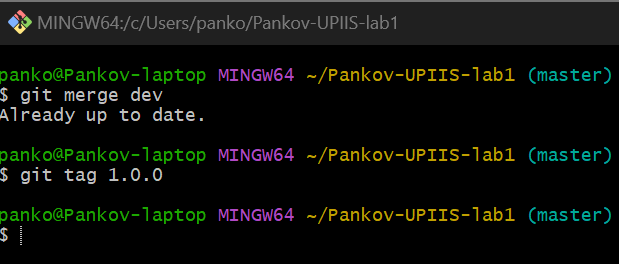 MINGW64:/c/Users/panko/Pankov-UPIIS-lab1
panko@Pankov-laptop MINGW64 ~/Pankov-UPIIS-lab1 (master)
$ git merge dev
Already up to date.
panko@Pankov-laptop MINGW64 ~/Pankov-UPIIS-lab1 (master)
$ git tag 1.0.0
panko@Pankov-laptop MINGW64 ~/Pankov-UPIIS-lab1 (master)
$